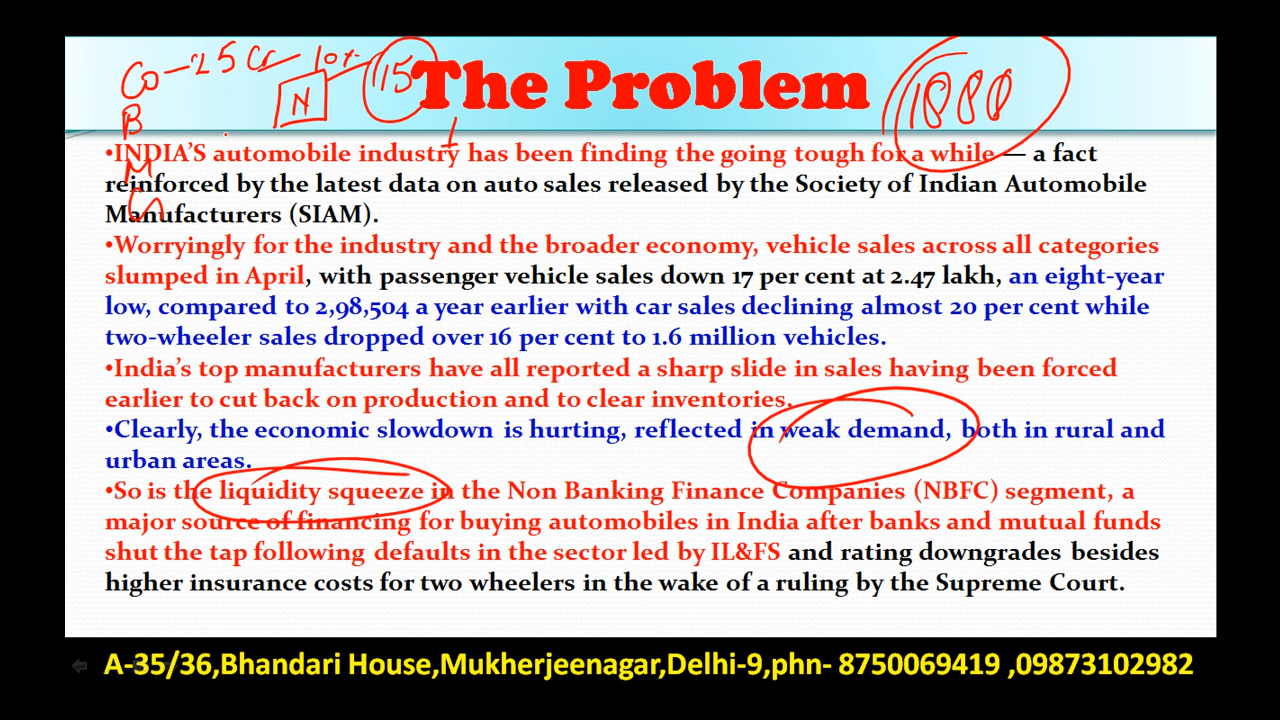 Co - 25 Cr - 10%
N
115
The Problem
1888
B
M
•INDIA'S automobile industry has been finding the going tough for a while — a fact
reinforced by the latest data on auto sales released by the Society of Indian Automobile
Manufacturers (SIAM).
•Worryingly for the industry and the broader economy, vehicle sales across all categories
slumped in April, with passenger vehicle sales down 17 per cent at 2.47 lakh, an eight-year
low, compared to 2,98,504 a year earlier with car sales declining almost 20 per cent while
two-wheeler sales dropped over 16 per cent to 1.6 million vehicles.
•India's top manufacturers have all reported a sharp slide in sales having been forced
earlier to cut back on production and to clear inventories.
•Clearly, the economic slowdown is hurting, reflected in weak demand, both in rural and
urban areas.
•So is the liquidity squeeze in the Non Banking Finance Companies (NBFC) segment, a
major source of financing for buying automobiles in India after banks and mutual funds
shut the tap following defaults in the sector led by IL&FS and rating downgrades besides
higher insurance costs for two wheelers in the wake of a ruling by the Supreme Court.
A-35/36,Bhandari House,Mukherjeenagar,Delhi-9,phn- 8750069419 ,09873102982